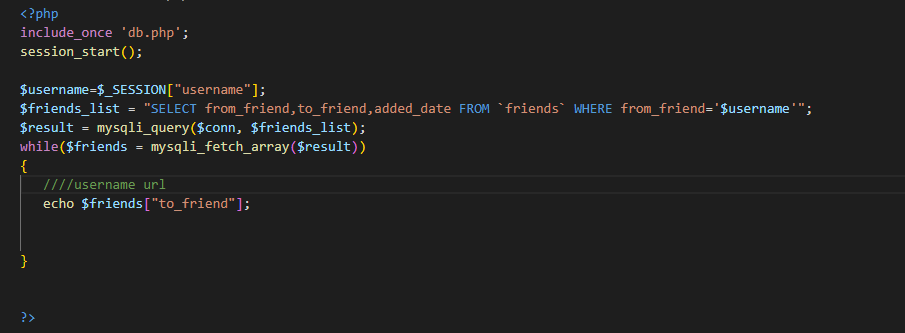 <?php
include_once 'db.php';
session_start();
$username=$_SESSION["username"];
$friends_list = "SELECT from_friend,to_friend,added_date FROM `friends` WHERE from_friend='$username'";
$result = mysqli_query($conn, $friends_list);
while($friends = mysqli_fetch_array($result))
{
////username url
echo $friends["to_friend"];
}
?>